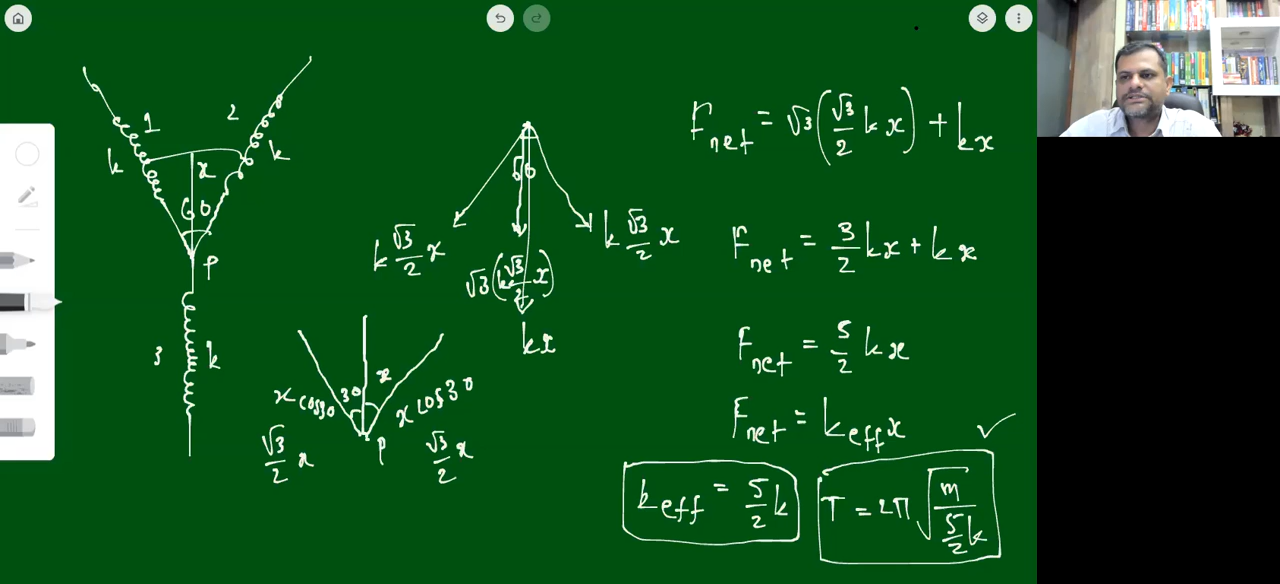 1
2
k
k
x
60
P
3
k
60
k √3/2 x
k √3/2 x
√3(k √3/2 x)
kx
30
x
x cos30
x cos30
√3/2 x
√3/2 x
P
F_net = √3(√3/2 kx) + kx
F_net = 3/2 kx + kx
F_net = 5/2 kx
F_net = k_eff x
k_eff = 5/2 k
T = 2π √(m / (5/2 k))